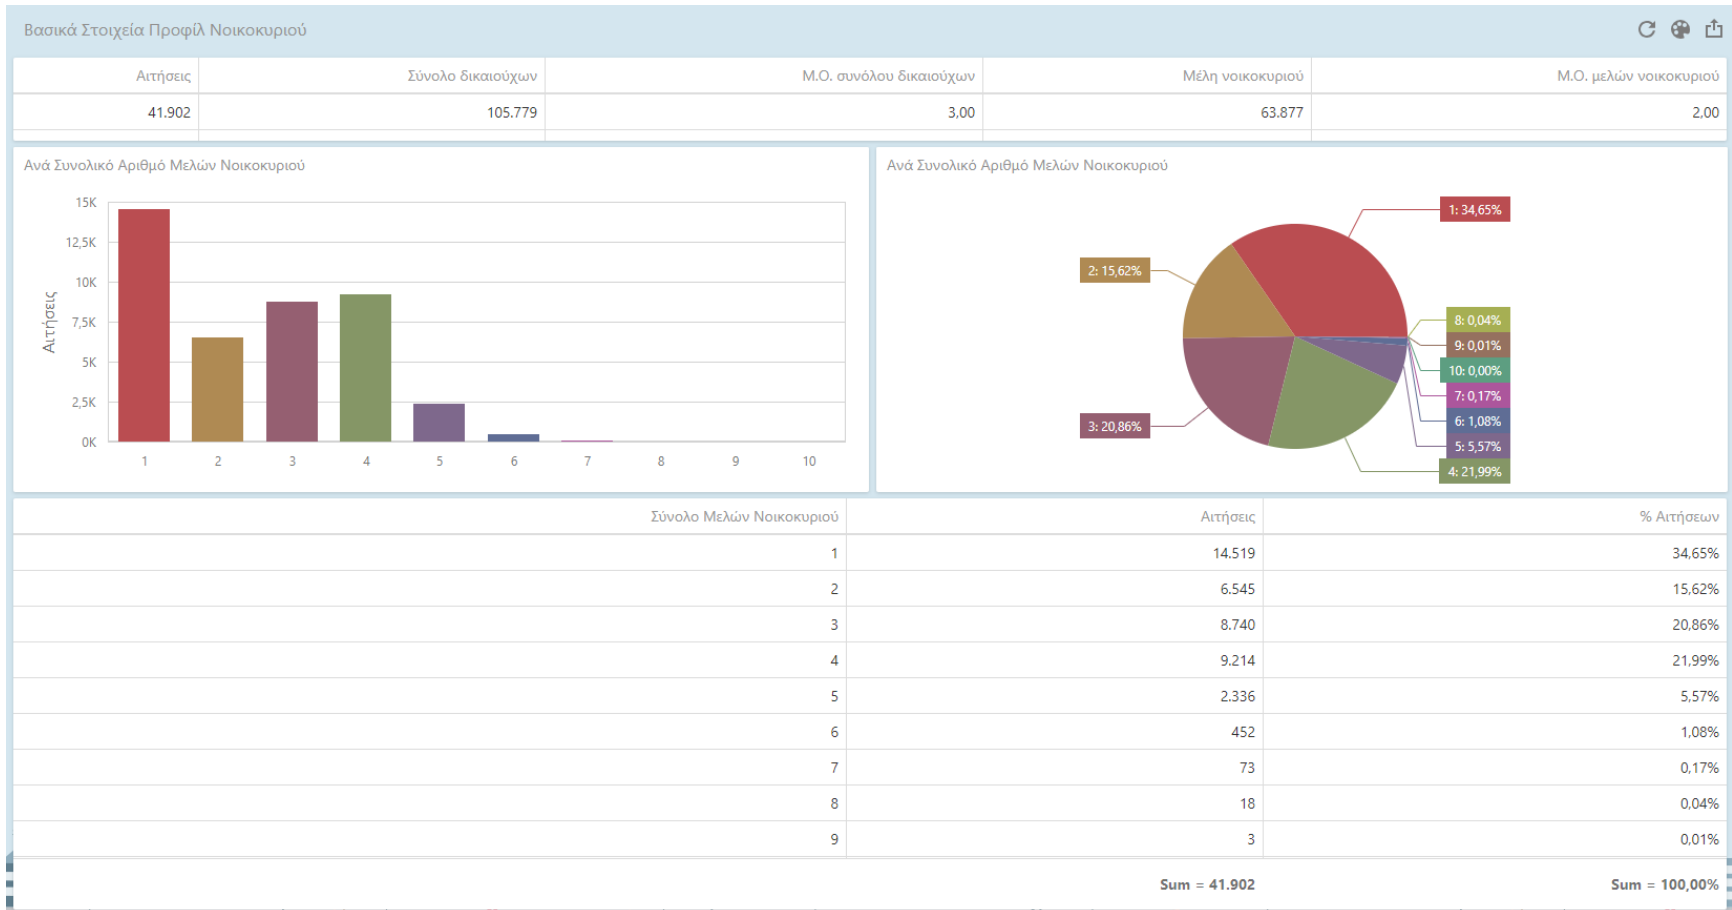 Βασικά Στοιχεία Προφίλ Νοικοκυριού
Αιτήσεις Σύνολο δικαιούχων Μ.Ο. συνόλου δικαιούχων Μέλη νοικοκυριού Μ.Ο. μελών νοικοκυριού
41.902 105.779 3,00 63.877 2,00
Ανά Συνολικό Αριθμό Μελών Νοικοκυριού
15K
12,5K
10K
7,5K
5K
2,5K
0K
Αιτήσεις
1 2 3 4 5 6 7 8 9 10
Ανά Συνολικό Αριθμό Μελών Νοικοκυριού
1: 34,65%
2: 15,62%
8: 0,04%
9: 0,01%
10: 0,00%
7: 0,17%
6: 1,08%
3: 20,86%
5: 5,57%
4: 21,99%
Σύνολο Μελών Νοικοκυριού Αιτήσεις % Αιτήσεων
1 14.519 34,65%
2 6.545 15,62%
3 8.740 20,86%
4 9.214 21,99%
5 2.336 5,57%
6 452 1,08%
7 73 0,17%
8 18 0,04%
9 3 0,01%
Sum = 41.902 Sum = 100,00%